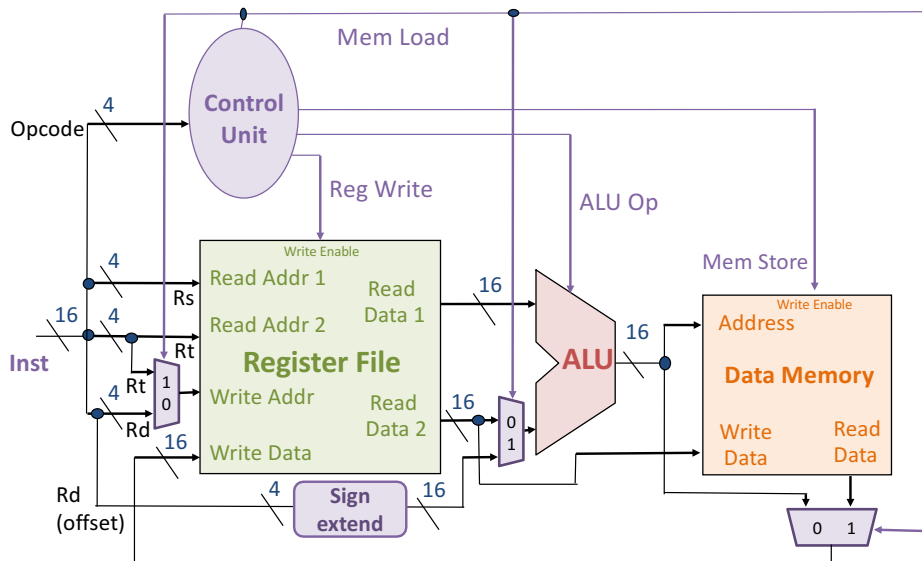 Mem Load
4
Control
Unit
Opcode
Reg Write
ALU Op
Write Enable
4
Read Addr 1
Rs
Read
Data 1
16
Mem Store
Write Enable
16
4
Read Addr 2
Rt
Address
16
Inst
Register File
ALU
Data Memory
Rt
1
0
Write Addr
4
Rd
Read
Data 2
16
0
1
Write
Data
Read
Data
16
Write Data
Rd
(offset)
4
Sign
extend
16
0 1